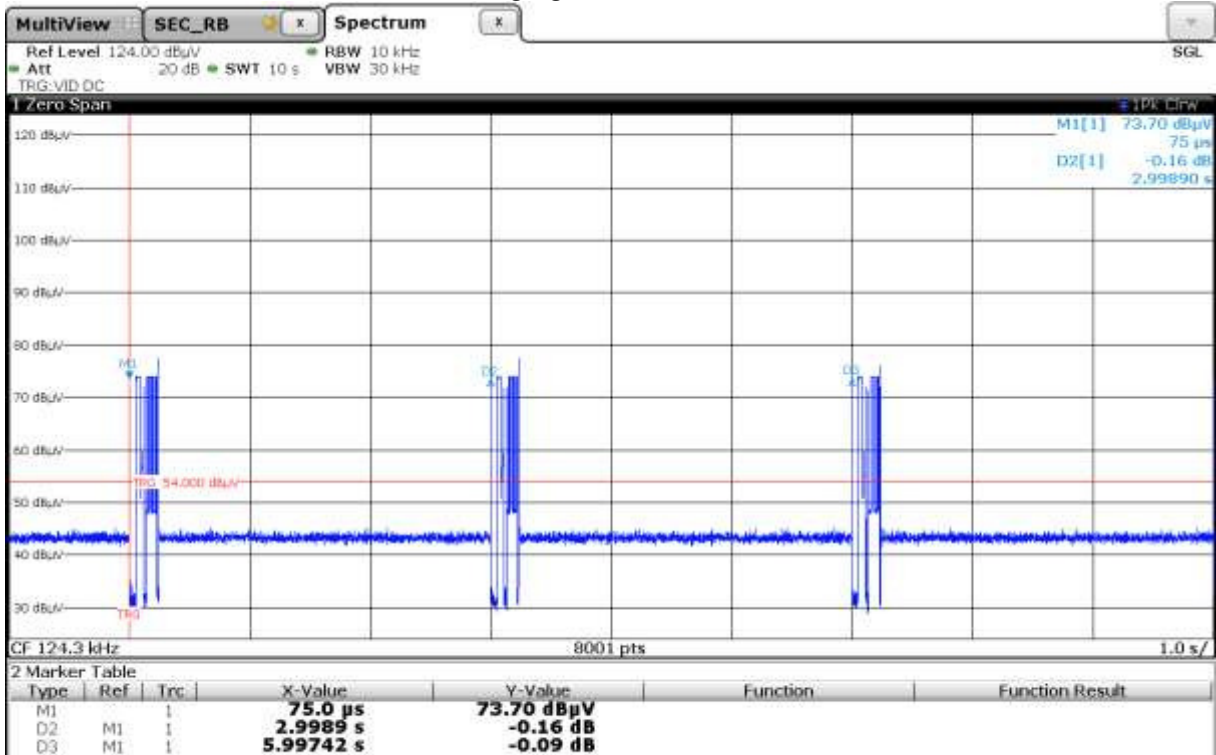 MultiView SEC_RB x Spectrum x
Ref Level 124.00 dBµV RBW 10 kHz SGL
Att 20 dB SWT 10 s VBW 30 kHz
TRG:VID DC
1 Zero Span 1Pk Clrw
M1[1] 73.70 dBµV
75 µs
D2[1] -0.16 dB
2.99890 s
120 dBµV
110 dBµV
100 dBµV
90 dBµV
80 dBµV
M1 D2 D3
70 dBµV
60 dBµV
TRG 54.000 dBµV
50 dBµV
40 dBµV
30 dBµV
TRG
CF 124.3 kHz 8001 pts 1.0 s/
2 Marker Table
Type Ref Trc X-Value Y-Value Function Function Result
M1 1 75.0 µs 73.70 dBµV
D2 M1 1 2.9989 s -0.16 dB
D3 M1 1 5.99742 s -0.09 dB